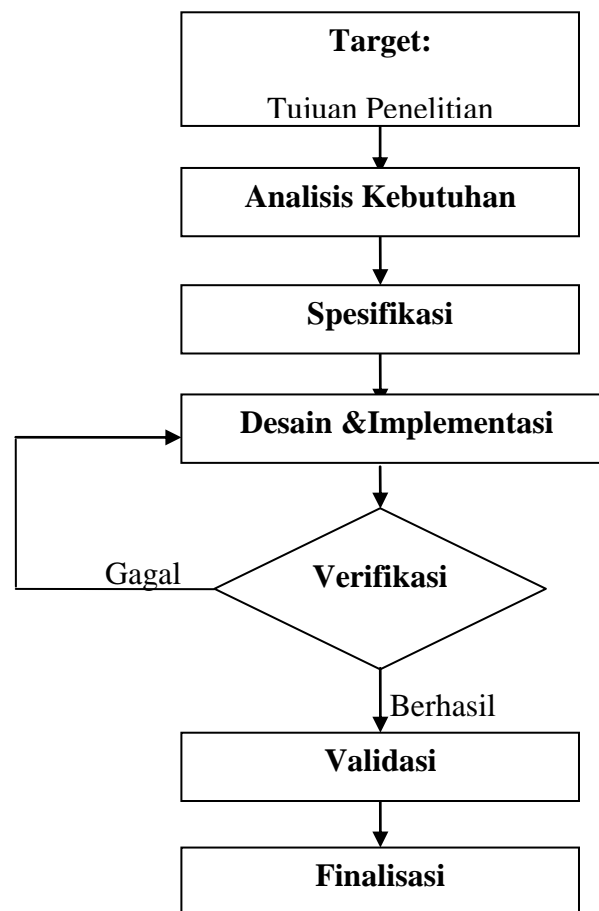 Target:
Tujuan Penelitian
Analisis Kebutuhan
Spesifikasi
Desain &Implementasi
Gagal
Verifikasi
Berhasil
Validasi
Finalisasi